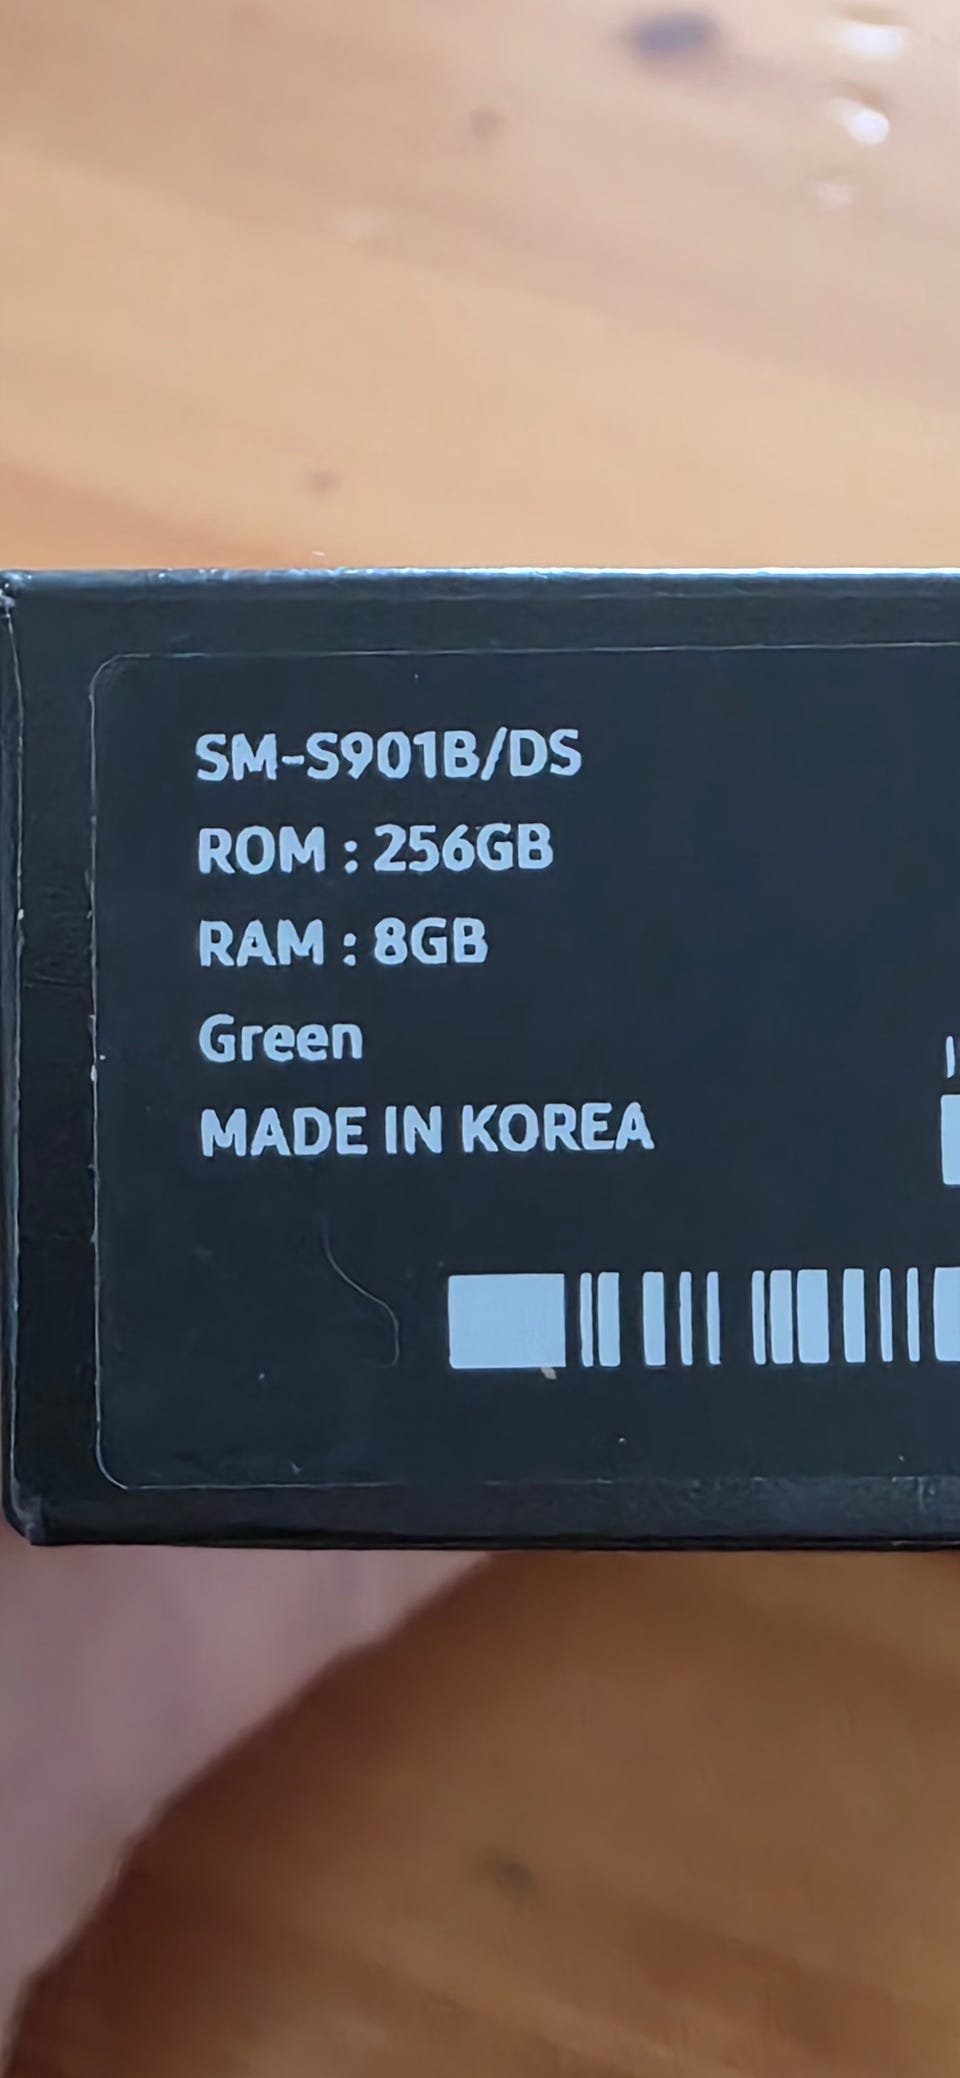 SM-S901B/DS
ROM : 256GB
RAM : 8GB
Green
MADE IN KOREA